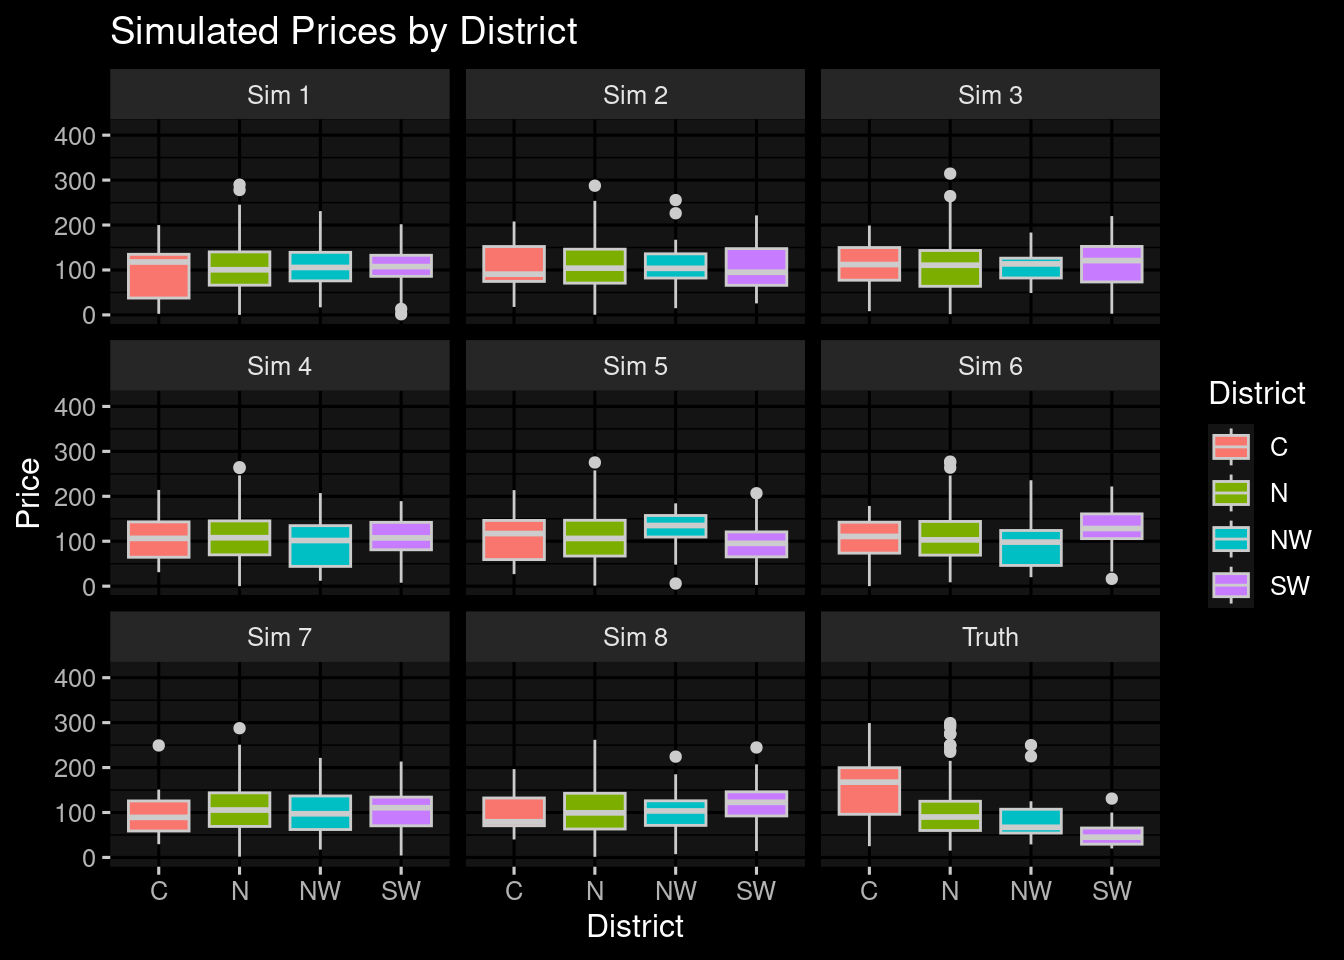 Simulated Prices by District
Sim 1
Sim 2
Sim 3
400
300
200
100
0
Sim 4
Sim 5
Sim 6
400
300
200
100
0
Sim 7
Sim 8
Truth
400
300
200
100
0
C N NW SW
C N NW SW
C N NW SW
District
Price
District
C
N
NW
SW